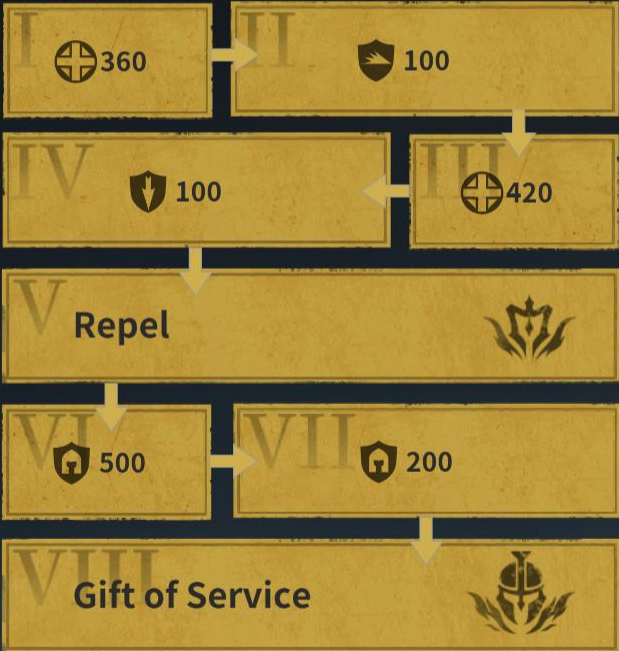 I 360
II 100
III 420
IV 100
V Repel
VI 500
VII 200
VIII Gift of Service